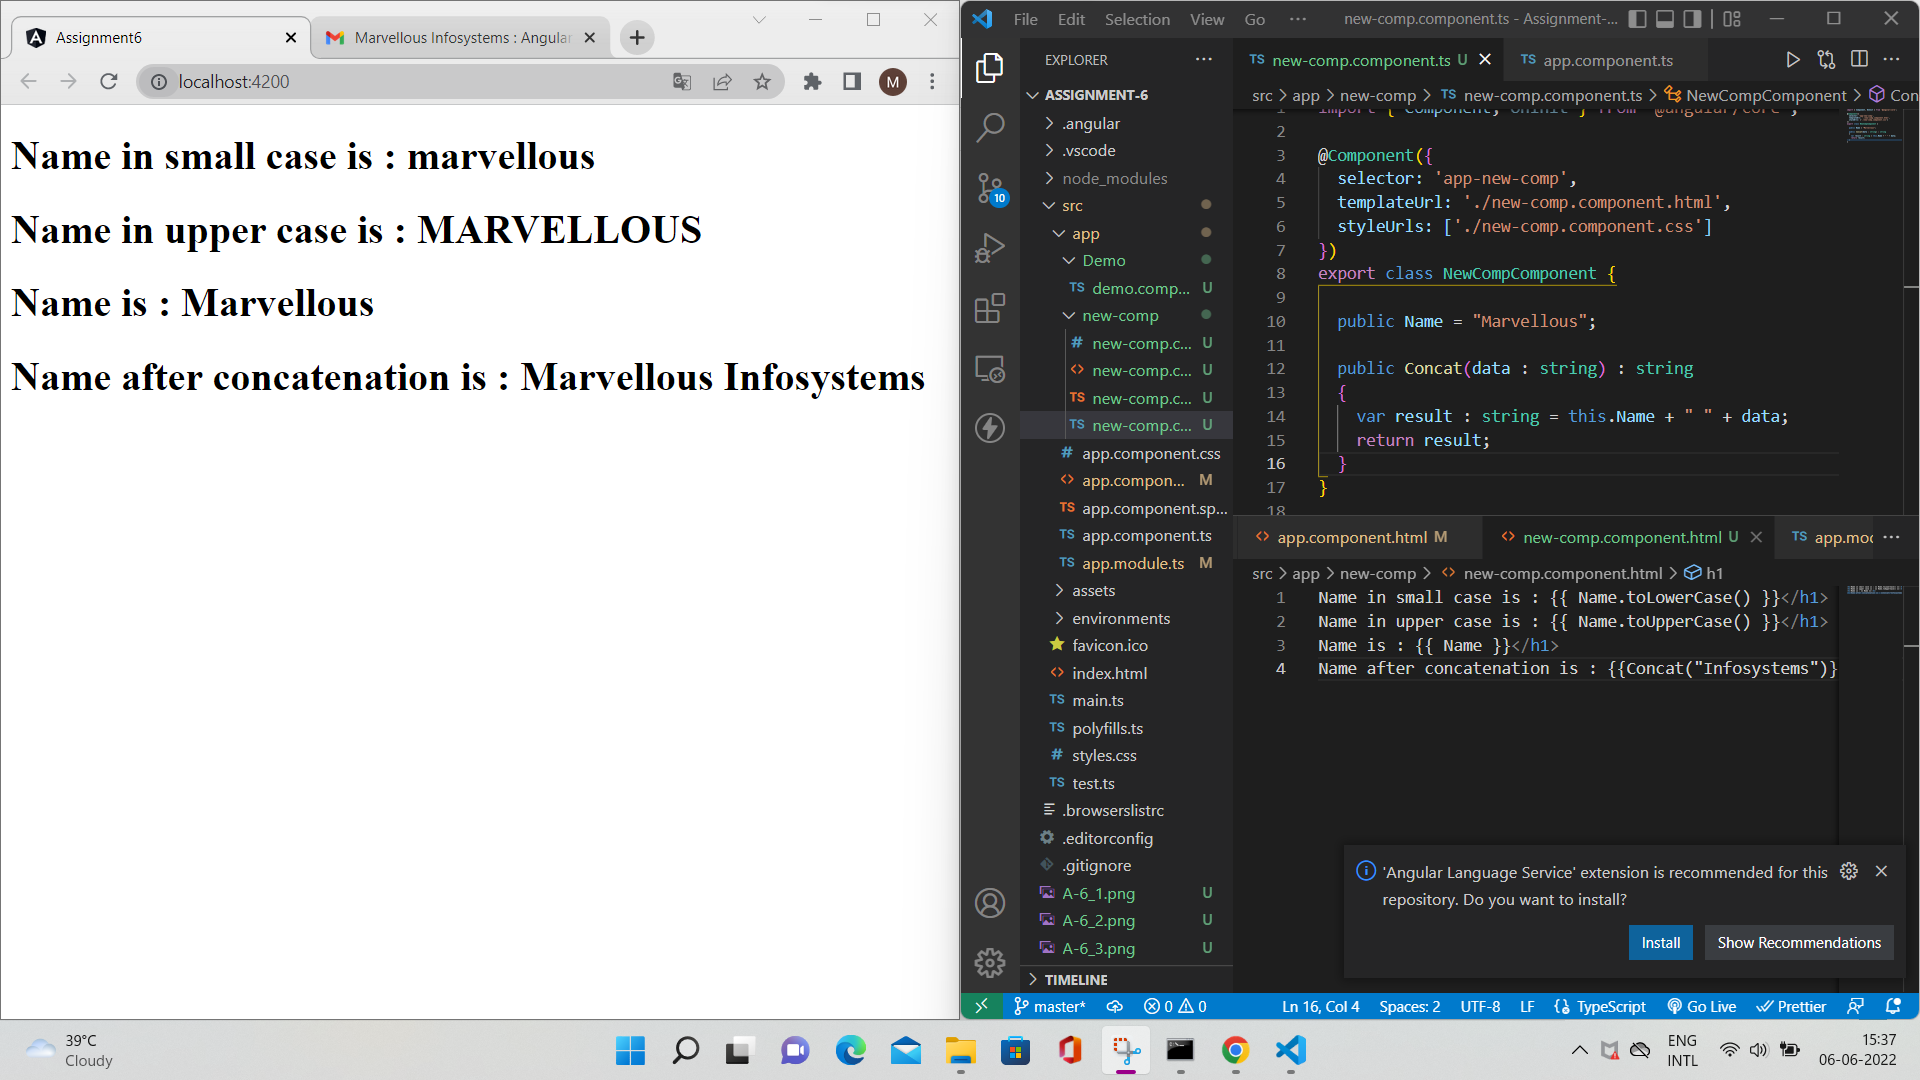 Assignment6
Marvellous Infosystems : Angular
localhost:4200
M
Name in small case is : marvellous
Name in upper case is : MARVELLOUS
Name is : Marvellous
Name after concatenation is : Marvellous Infosystems
File Edit Selection View Go ··· new-comp.component.ts - Assignment-...
EXPLORER ···
ASSIGNMENT-6
.angular
.vscode
node_modules
src
app
Demo
TS demo.comp... U
new-comp
# new-comp.c... U
<> new-comp.c... U
TS new-comp.c... U
TS new-comp.c... U
# app.component.css
<> app.compon... M
TS app.component.sp...
TS app.component.ts
TS app.module.ts M
assets
environments
favicon.ico
<> index.html
TS main.ts
TS polyfills.ts
# styles.css
TS test.ts
.browserslistrc
.editorconfig
.gitignore
A-6_1.png U
A-6_2.png U
A-6_3.png U
TIMELINE
10
TS new-comp.component.ts U TS app.component.ts
src > app > new-comp > TS new-comp.component.ts > NewCompComponent > Con
1 import { Component, OnInit } from '@angular/core';
2
3 @Component({
4 selector: 'app-new-comp',
5 templateUrl: './new-comp.component.html',
6 styleUrls: ['./new-comp.component.css']
7 })
8 export class NewCompComponent {
9
10 public Name = "Marvellous";
11
12 public Concat(data : string) : string
13 {
14 var result : string = this.Name + " " + data;
15 return result;
16 }
17 }
18
<> app.component.html M <> new-comp.component.html U TS app.mod ···
src > app > new-comp > <> new-comp.component.html > h1
1 Name in small case is : {{ Name.toLowerCase() }}</h1>
2 Name in upper case is : {{ Name.toUpperCase() }}</h1>
3 Name is : {{ Name }}</h1>
4 Name after concatenation is : {{Concat("Infosystems")}
'Angular Language Service' extension is recommended for this
repository. Do you want to install?
Install Show Recommendations
master* 0 0 Ln 16, Col 4 Spaces: 2 UTF-8 LF {} TypeScript Go Live Prettier
39°C
Cloudy
ENG
INTL
15:37
06-06-2022